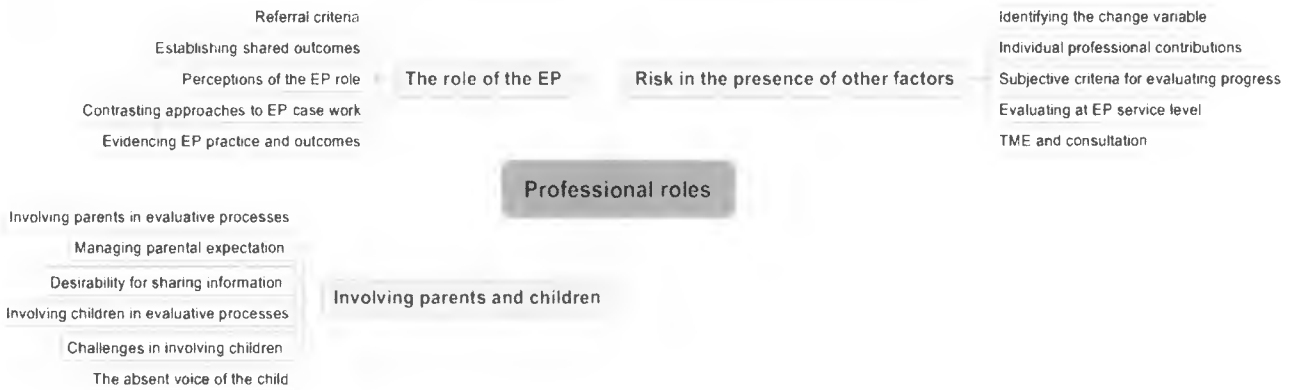 Referral criteria
Establishing shared outcomes
Perceptions of the EP role
Contrasting approaches to EP case work
Evidencing EP practice and outcomes
The role of the EP
Risk in the presence of other factors
Identifying the change variable
Individual professional contributions
Subjective criteria for evaluating progress
Evaluating at EP service level
TME and consultation
Professional roles
Involving parents in evaluative processes
Managing parental expectation
Desirability for sharing information
Involving children in evaluative processes
Challenges in involving children
The absent voice of the child
Involving parents and children